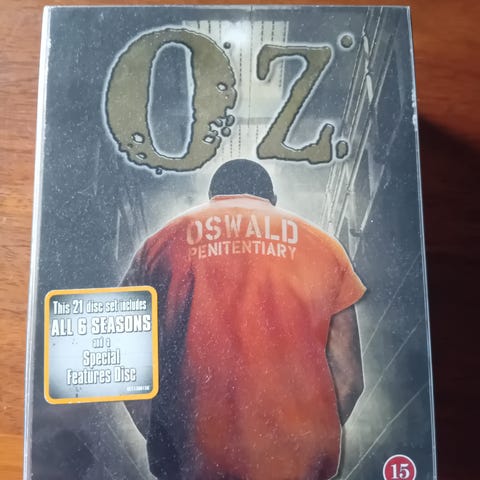 OZ.
OSWALD
PENITENTIARY
This 21 disc set includes
ALL 6 SEASONS
and a
Special
Features Disc
15